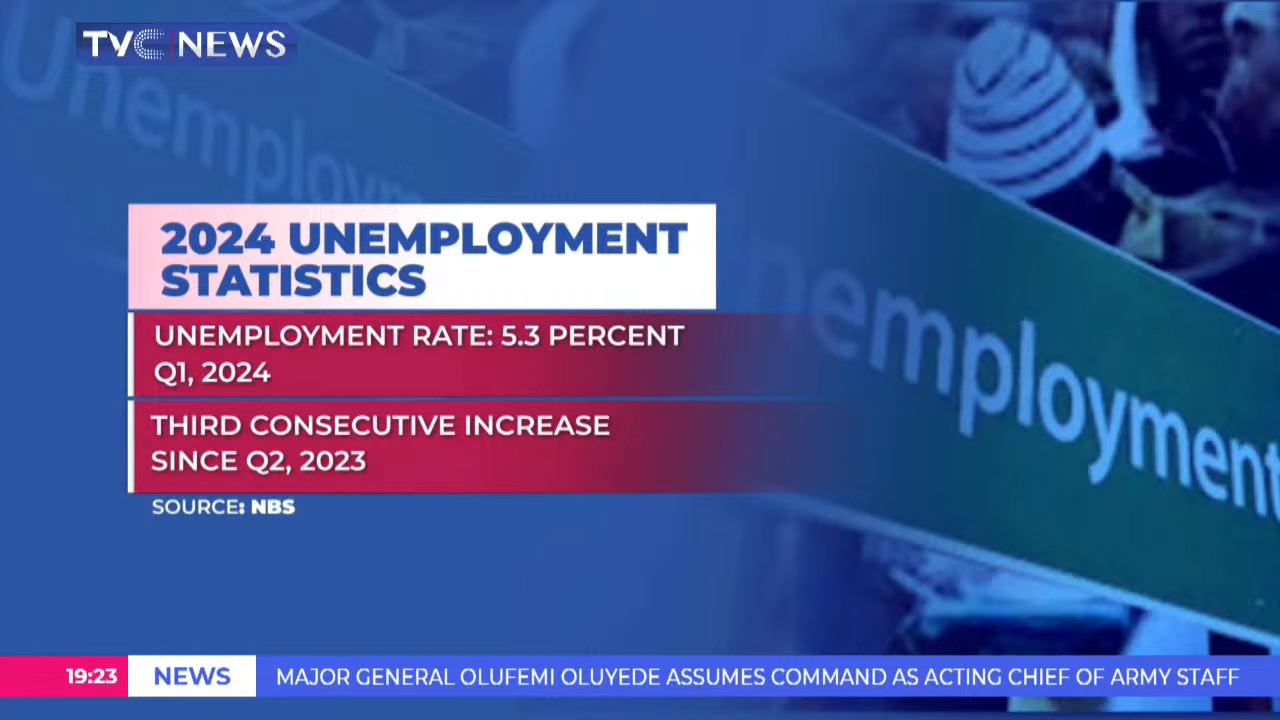 TVC NEWS
Unemploym
2024 UNEMPLOYMENT
STATISTICS
UNEMPLOYMENT RATE: 5.3 PERCENT
Q1, 2024
THIRD CONSECUTIVE INCREASE
SINCE Q2, 2023
SOURCE: NBS
Unemployment
19:23 NEWS MAJOR GENERAL OLUFEMI OLUYEDE ASSUMES COMMAND AS ACTING CHIEF OF ARMY STAFF